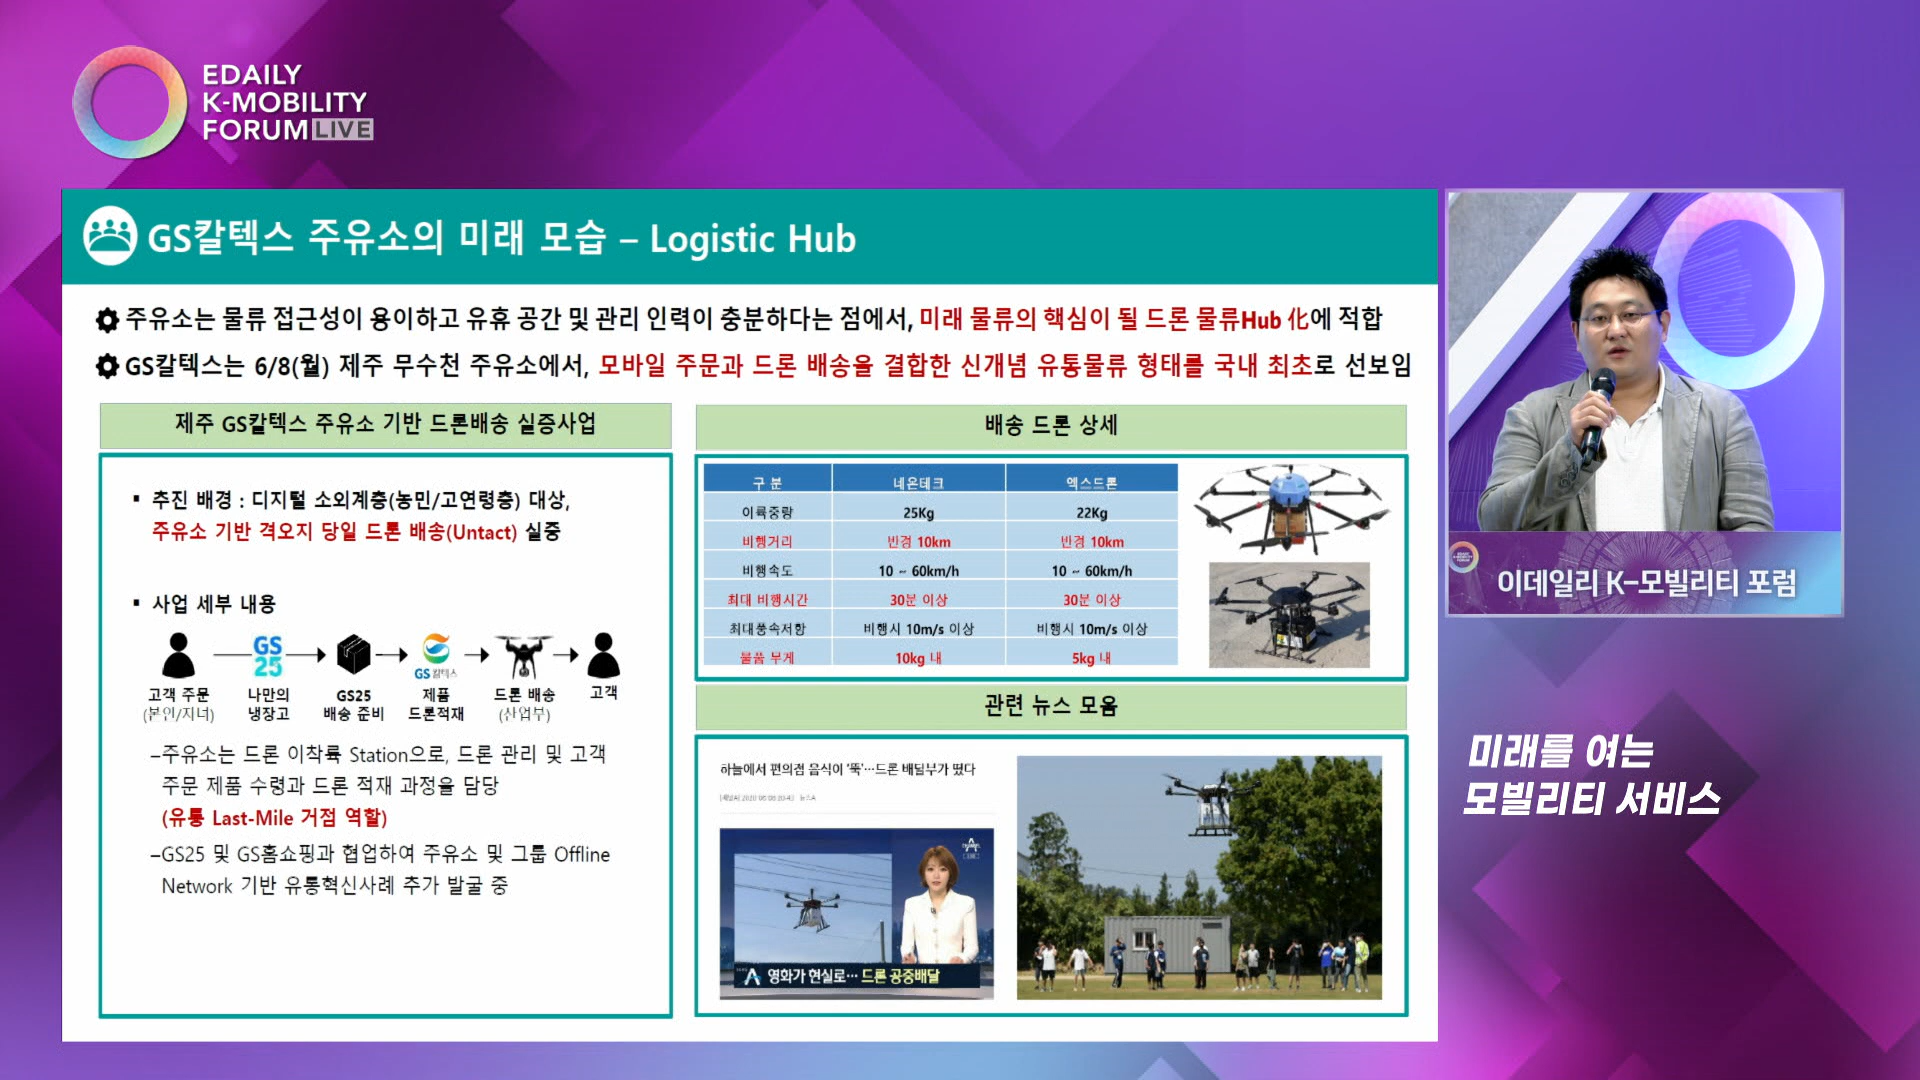 EDAILY
K-MOBILITY
FORUM LIVE
GS칼텍스 주유소의 미래 모습 – Logistic Hub
주유소는 물류 접근성이 용이하고 유휴 공간 및 관리 인력이 충분하다는 점에서, 미래 물류의 핵심이 될 드론 물류Hub 化에 적합
GS칼텍스는 6/8(월) 제주 무수천 주유소에서, 모바일 주문과 드론 배송을 결합한 신개념 유통물류 형태를 국내 최초로 선보임
제주 GS칼텍스 주유소 기반 드론배송 실증사업
▪ 추진 배경 : 디지털 소외계층(농민/고연령층) 대상,
주유소 기반 격오지 당일 드론 배송(Untact) 실증
▪ 사업 세부 내용
GS
25
GS 칼텍스
고객 주문
(본인/자녀)
나만의
냉장고
GS25
배송 준비
제품
드론적재
드론 배송
(산업부)
고객
–주유소는 드론 이착륙 Station으로, 드론 관리 및 고객
주문 제품 수령과 드론 적재 과정을 담당
(유통 Last-Mile 거점 역할)
–GS25 및 GS홈쇼핑과 협업하여 주유소 및 그룹 Offline
Network 기반 유통혁신사례 추가 발굴 중
배송 드론 상세
구 분 네온테크 엑스드론
이륙중량 25Kg 22Kg
비행거리 반경 10km 반경 10km
비행속도 10 ~ 60km/h 10 ~ 60km/h
최대 비행시간 30분 이상 30분 이상
최대풍속저항 비행시 10m/s 이상 비행시 10m/s 이상
물품 무게 10kg 내 5kg 내
관련 뉴스 모음
하늘에서 편의점 음식이 '뚝'…드론 배달부가 떴다
뉴스A
영화가 현실로… 드론 공중배달
이데일리 K-모빌리티 포럼
미래를 여는
모빌리티 서비스